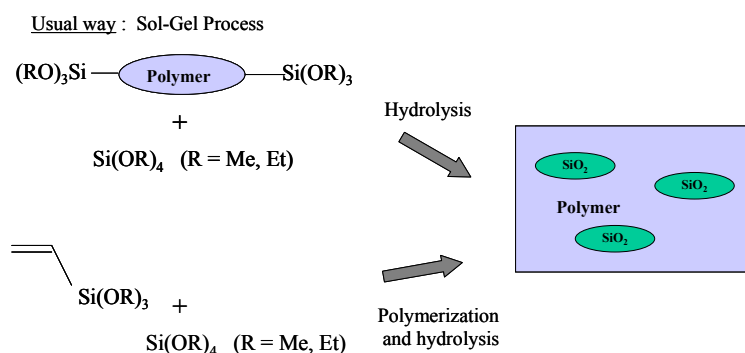 Usual way : Sol-Gel Process
(RO)₃Si
Polymer
Si(OR)₃
+
Si(OR)₄ (R = Me, Et)
Hydrolysis
SiO₂
SiO₂
Polymer
SiO₂
Si(OR)₃
+
Si(OR)₄ (R = Me, Et)
Polymerization
and hydrolysis